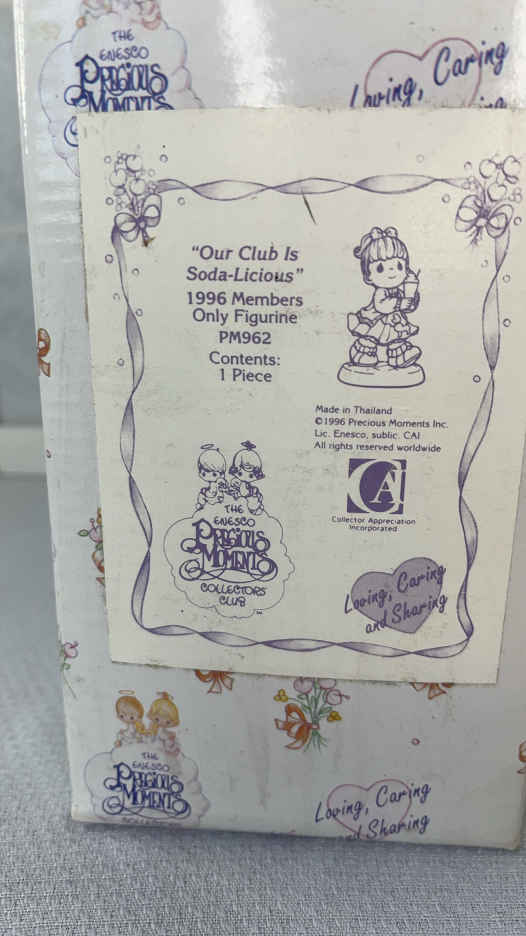 THE
ENESCO
PRECIOUS
MOMENTS
Loving, Caring
"Our Club Is
Soda-Licious"
1996 Members
Only Figurine
PM962
Contents:
1 Piece
Made in Thailand
©1996 Precious Moments Inc.
Lic. Enesco, sublic. CAI
All rights reserved worldwide
CAI
Collector Appreciation
Incorporated
THE
ENESCO
PRECIOUS
MOMENTS
COLLECTORS'
CLUB
™
Loving, Caring
and Sharing
THE
ENESCO
PRECIOUS
MOMENTS
Loving, Caring
and Sharing